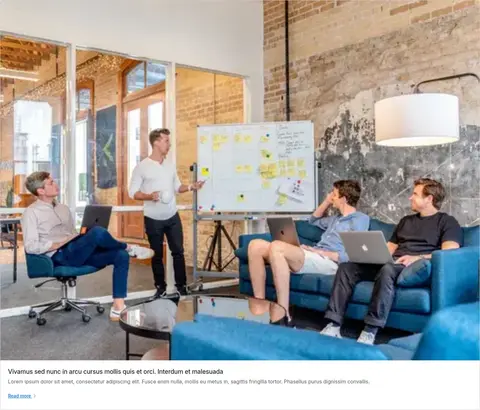 Vivamus sed nunc in arcu cursus mollis quis et orci. Interdum et malesuada
Lorem ipsum dolor sit amet, consectetur adipiscing elit. Fusce enim nulla, mollis eu metus in, sagittis fringilla tortor. Phasellus purus dignissim convallis.
Read more